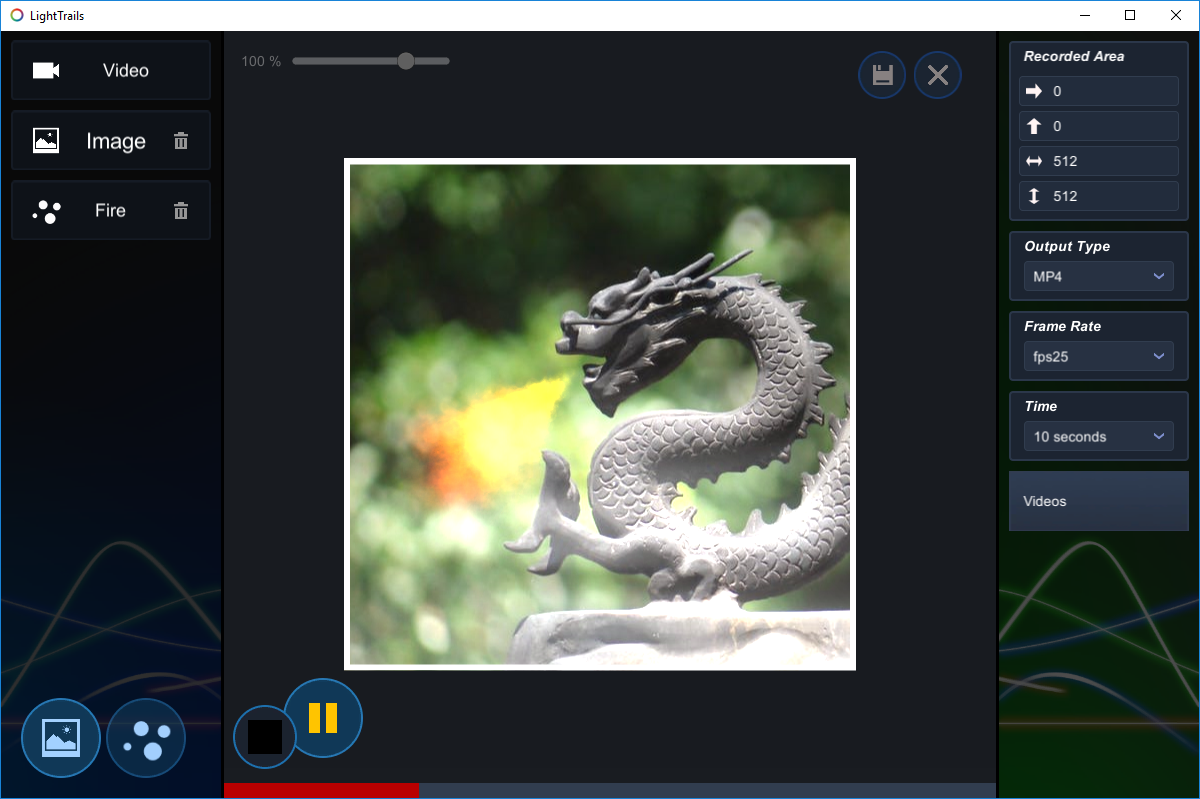 LightTrails
Video
Image
Fire
100 %
Recorded Area
0
0
512
512
Output Type
MP4
Frame Rate
fps25
Time
10 seconds
Videos